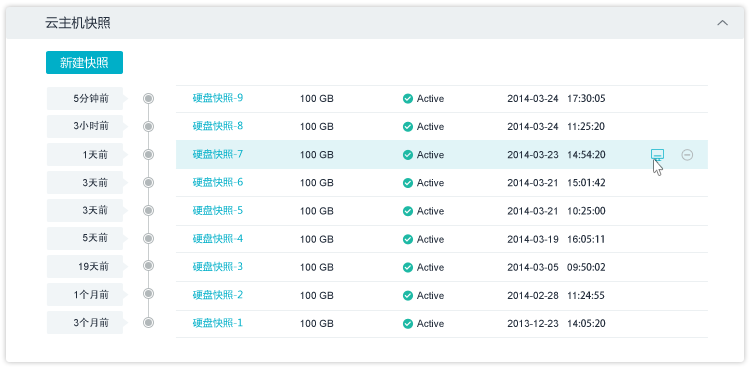 云主机快照
新建快照
5分钟前 硬盘快照-9 100 GB Active 2014-03-24 17:30:05
3小时前 硬盘快照-8 100 GB Active 2014-03-24 11:25:20
1天前 硬盘快照-7 100 GB Active 2014-03-23 14:54:20
3天前 硬盘快照-6 100 GB Active 2014-03-21 15:01:42
3天前 硬盘快照-5 100 GB Active 2014-03-21 10:25:00
5天前 硬盘快照-4 100 GB Active 2014-03-19 16:05:11
19天前 硬盘快照-3 100 GB Active 2014-03-05 09:50:02
1个月前 硬盘快照-2 100 GB Active 2014-02-28 11:24:55
3个月前 硬盘快照-1 100 GB Active 2013-12-23 14:05:20